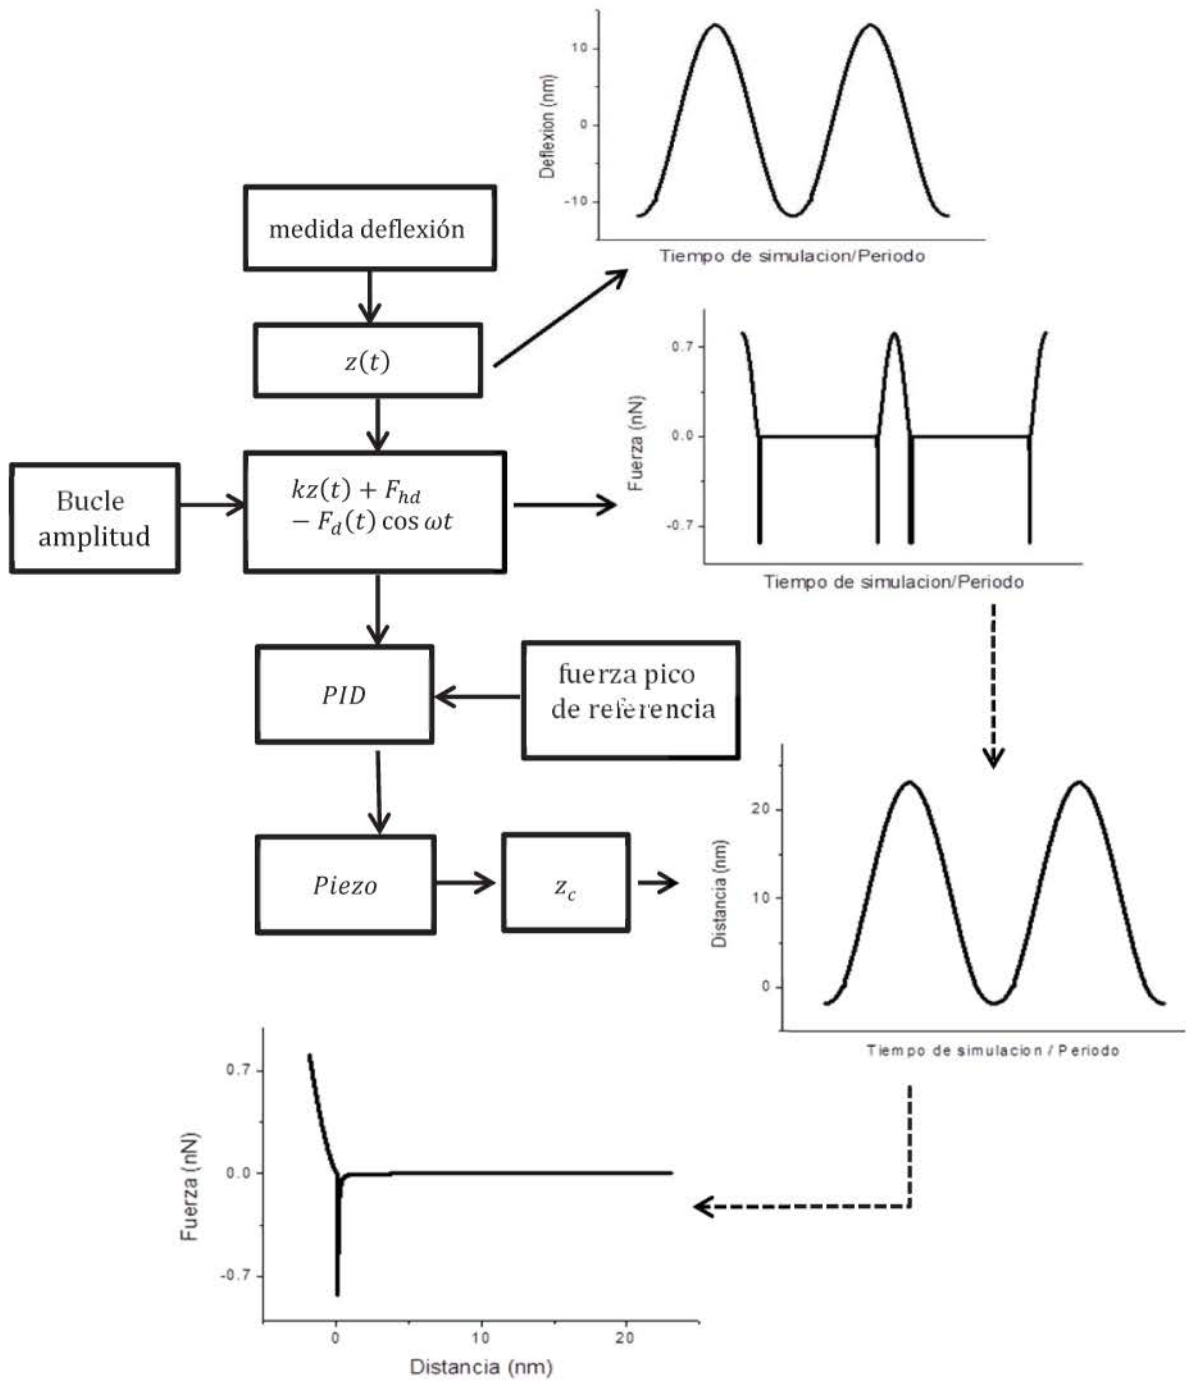 10
0
-10
Deflexion (nm)
Tiempo de simulacion/Periodo
medida deflexión
z(t)
Bucle
amplitud
kz(t) + F_{hd}
− F_d(t) cos ωt
0.7
0.0
-0.7
Fuerza (nN)
Tiempo de simulacion/Periodo
PID
fuerza pico
de referencia
Piezo
z_c
20
10
0
Distancia (nm)
Tiempo de simulacion / Periodo
0.7
0.0
-0.7
Fuerza (nN)
0 10 20
Distancia (nm)